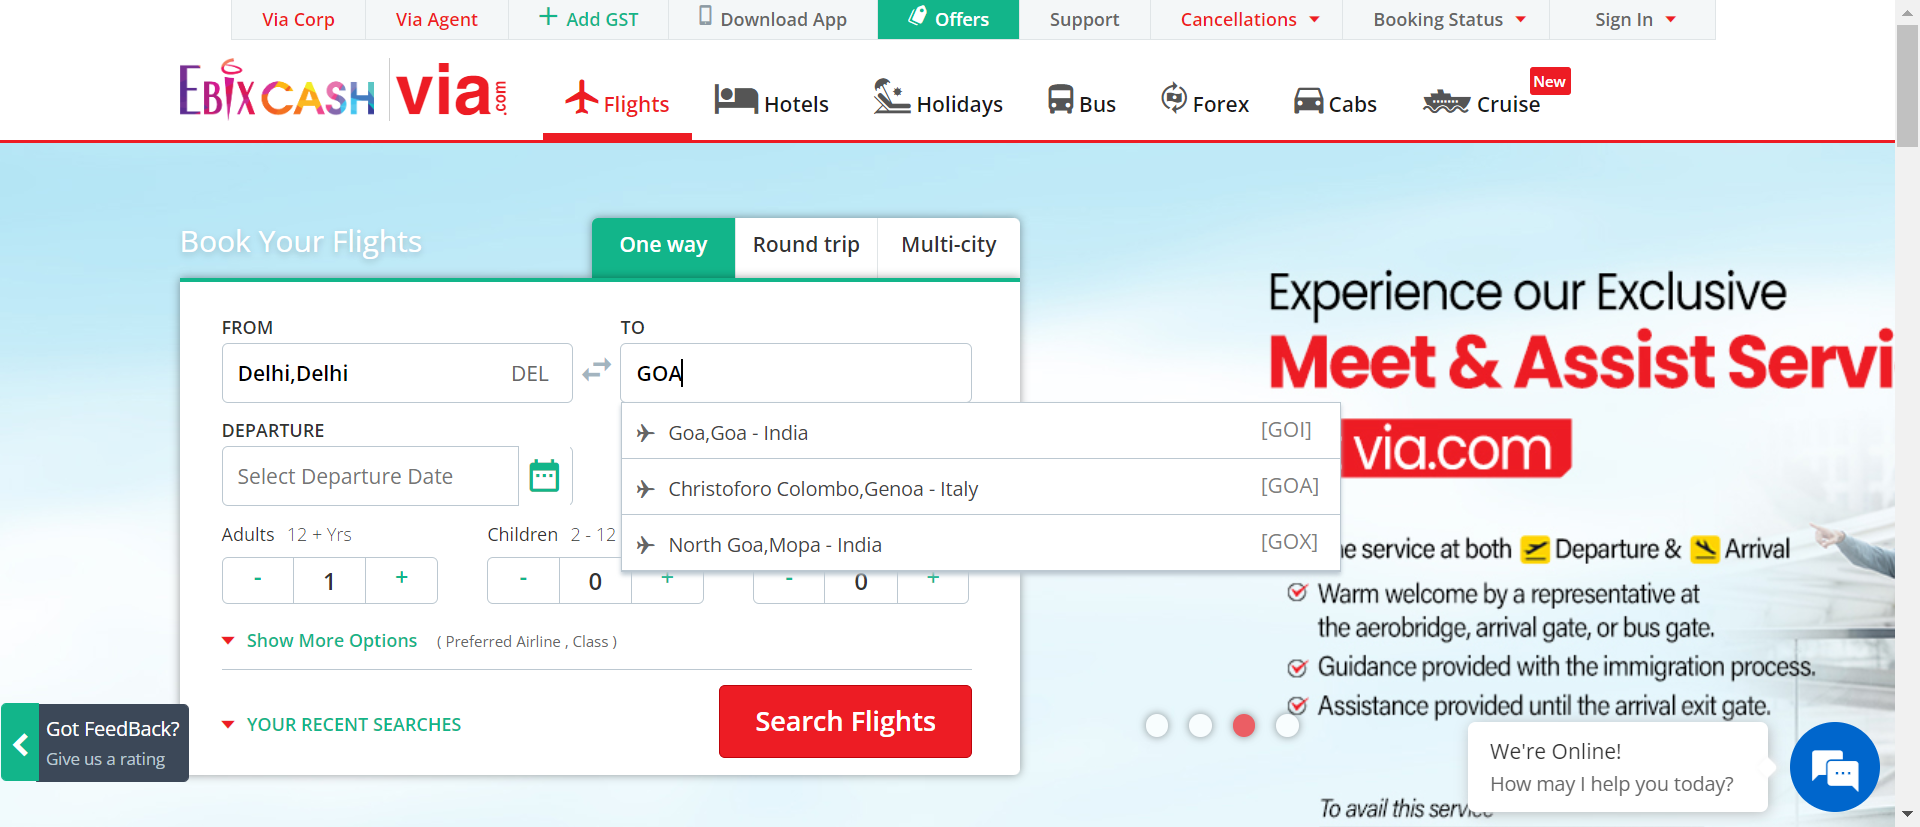 Via Corp
Via Agent
Add GST
Download App
Offers
Support
Cancellations
Booking Status
Sign In
EBIXCASH
via.com
Flights
Hotels
Holidays
Bus
Forex
Cabs
Cruise
New
Book Your Flights
One way
Round trip
Multi-city
FROM
TO
Delhi,Delhi DEL
GOA
Goa,Goa - India [GOI]
Christoforo Colombo,Genoa - Italy [GOA]
North Goa,Mopa - India [GOX]
DEPARTURE
Select Departure Date
Adults 12 + Yrs
Children 2 - 12
- 1 +
- 0 +
- 0 +
Show More Options ( Preferred Airline , Class )
YOUR RECENT SEARCHES
Search Flights
Got FeedBack?
Give us a rating
Experience our Exclusive
Meet & Assist Servi
via.com
service at both Departure & Arrival
Warm welcome by a representative at
the aerobridge, arrival gate, or bus gate.
Guidance provided with the immigration process.
Assistance provided until the arrival exit gate.
To avail this service
We're Online!
How may I help you today?